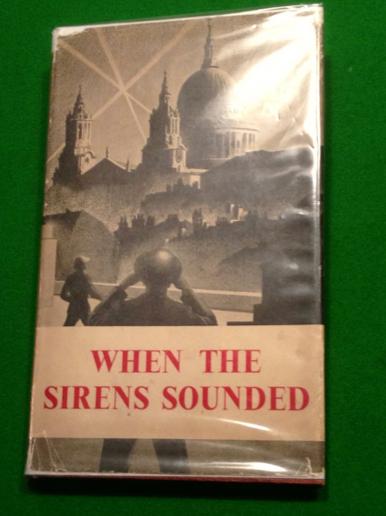 WHEN THE
SIRENS SOUNDED